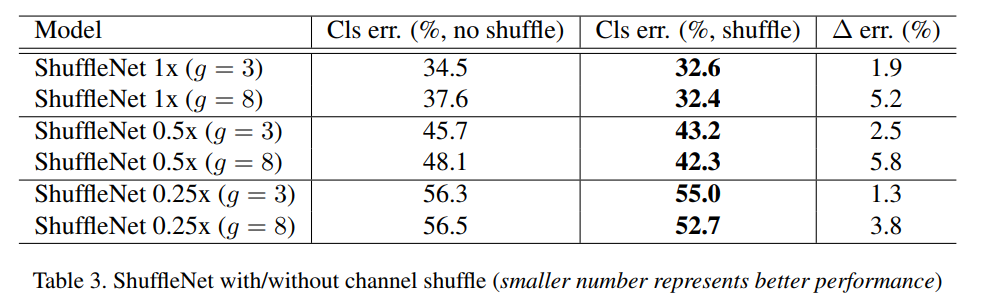 Model Cls err. (%, no shuffle) Cls err. (%, shuffle) Δ err. (%)
ShuffleNet 1x (g = 3) 34.5 32.6 1.9
ShuffleNet 1x (g = 8) 37.6 32.4 5.2
ShuffleNet 0.5x (g = 3) 45.7 43.2 2.5
ShuffleNet 0.5x (g = 8) 48.1 42.3 5.8
ShuffleNet 0.25x (g = 3) 56.3 55.0 1.3
ShuffleNet 0.25x (g = 8) 56.5 52.7 3.8
Table 3. ShuffleNet with/without channel shuffle (smaller number represents better performance)